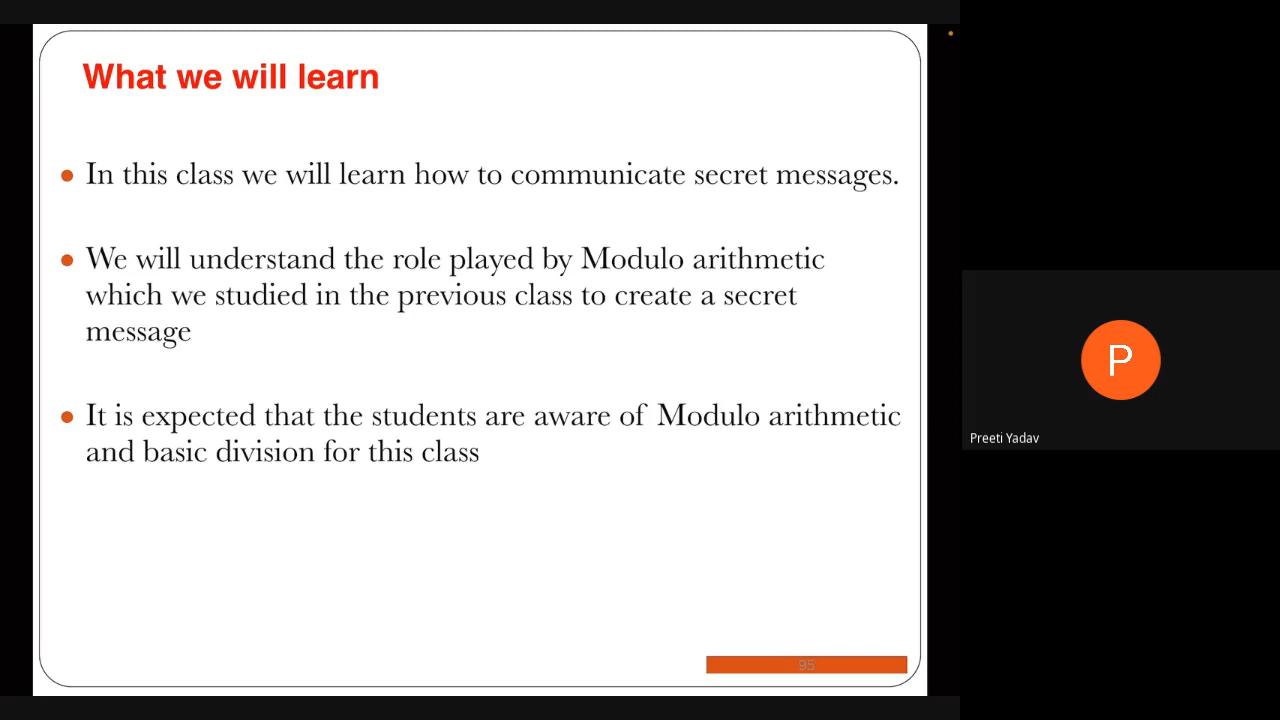 What we will learn
In this class we will learn how to communicate secret messages.
We will understand the role played by Modulo arithmetic
which we studied in the previous class to create a secret
message
It is expected that the students are aware of Modulo arithmetic
and basic division for this class
95
P
Preeti Yadav